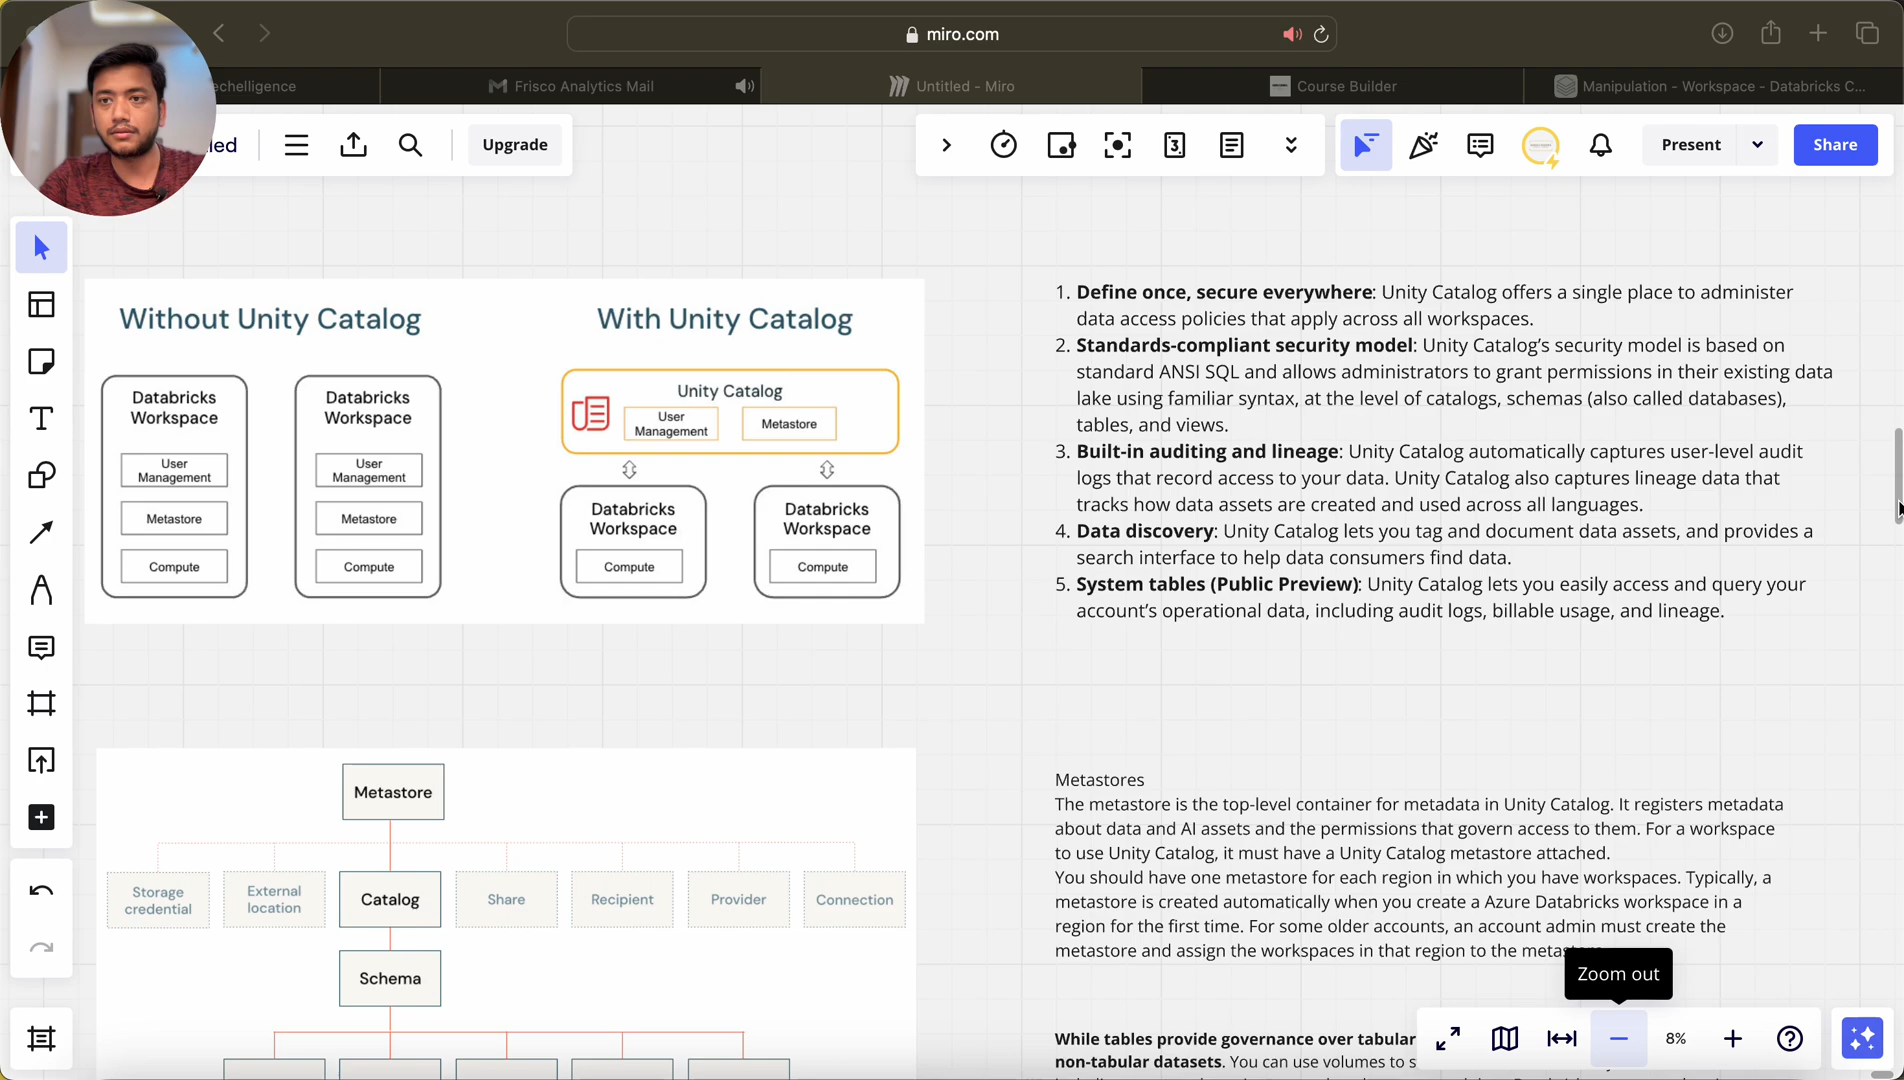 miro.com
echelligence
Frisco Analytics Mail
Untitled - Miro
Course Builder
Manipulation - Workspace - Databricks C...
led
Upgrade
3
Present
Share
Without Unity Catalog
With Unity Catalog
Databricks
Workspace
User
Management
Metastore
Compute
Databricks
Workspace
User
Management
Metastore
Compute
Unity Catalog
User
Management
Metastore
Databricks
Workspace
Compute
Databricks
Workspace
Compute
1. Define once, secure everywhere: Unity Catalog offers a single place to administer
data access policies that apply across all workspaces.
2. Standards-compliant security model: Unity Catalog’s security model is based on
standard ANSI SQL and allows administrators to grant permissions in their existing data
lake using familiar syntax, at the level of catalogs, schemas (also called databases),
tables, and views.
3. Built-in auditing and lineage: Unity Catalog automatically captures user-level audit
logs that record access to your data. Unity Catalog also captures lineage data that
tracks how data assets are created and used across all languages.
4. Data discovery: Unity Catalog lets you tag and document data assets, and provides a
search interface to help data consumers find data.
5. System tables (Public Preview): Unity Catalog lets you easily access and query your
account’s operational data, including audit logs, billable usage, and lineage.
Metastore
Storage
credential
External
location
Catalog
Share
Recipient
Provider
Connection
Schema
Metastores
The metastore is the top-level container for metadata in Unity Catalog. It registers metadata
about data and AI assets and the permissions that govern access to them. For a workspace
to use Unity Catalog, it must have a Unity Catalog metastore attached.
You should have one metastore for each region in which you have workspaces. Typically, a
metastore is created automatically when you create a Azure Databricks workspace in a
region for the first time. For some older accounts, an account admin must create the
metastore and assign the workspaces in that region to the
Zoom out
While tables provide governance over tabular
non-tabular datasets. You can use volumes to s
8%